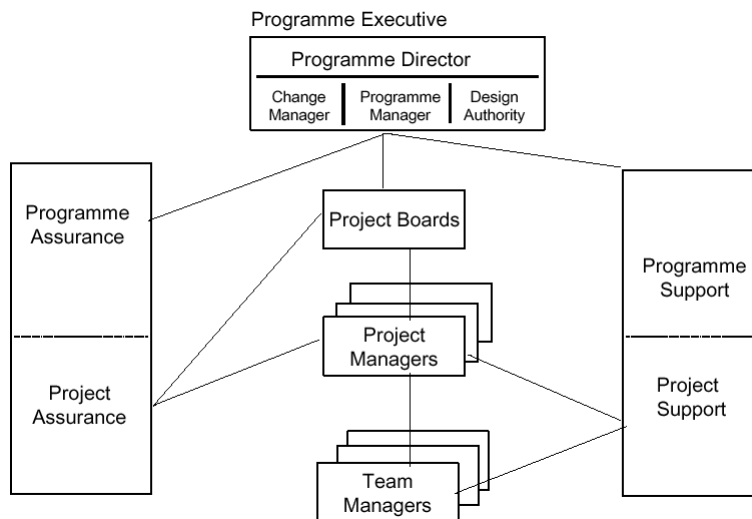 Programme Executive
Programme Director
Change
Manager
Programme
Manager
Design
Authority
Programme
Assurance
Project Boards
Programme
Support
Project
Managers
Project
Assurance
Project
Support
Team
Managers